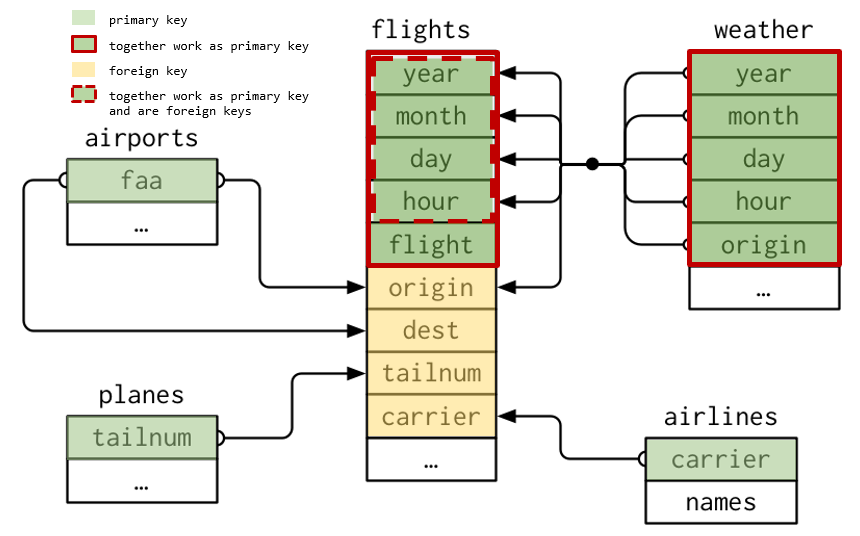 primary key
together work as primary key
foreign key
together work as primary key
and are foreign keys
flights
year
month
day
hour
flight
origin
dest
tailnum
carrier
…
weather
year
month
day
hour
origin
…
airports
faa
…
planes
tailnum
…
airlines
carrier
names